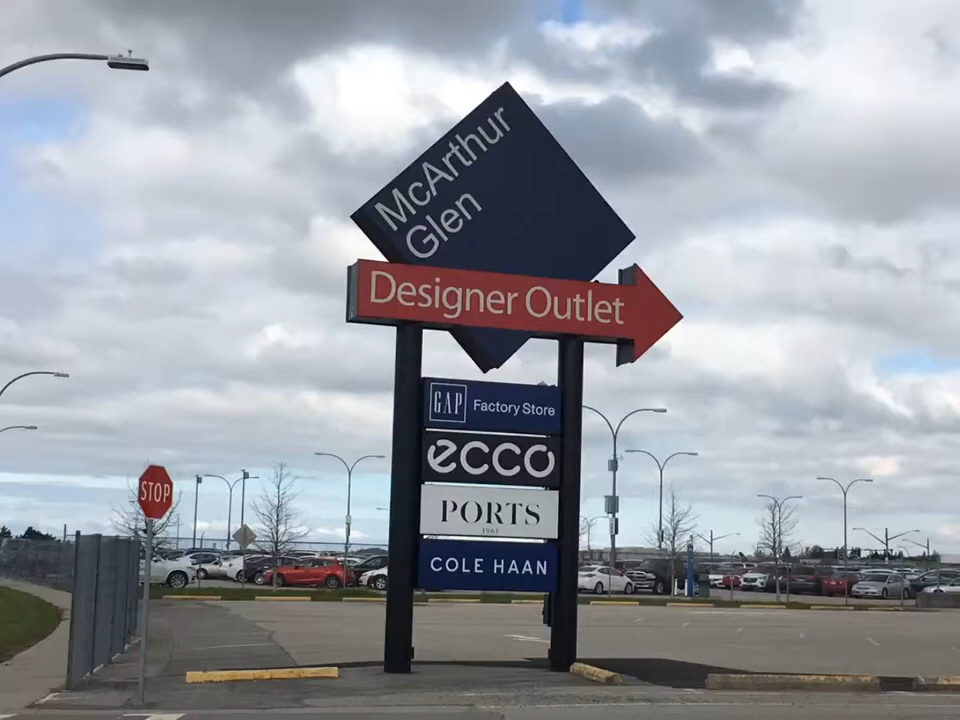 McArthur
Glen
Designer Outlet
GAP Factory Store
ecco
PORTS
1961
COLE HAAN
STOP